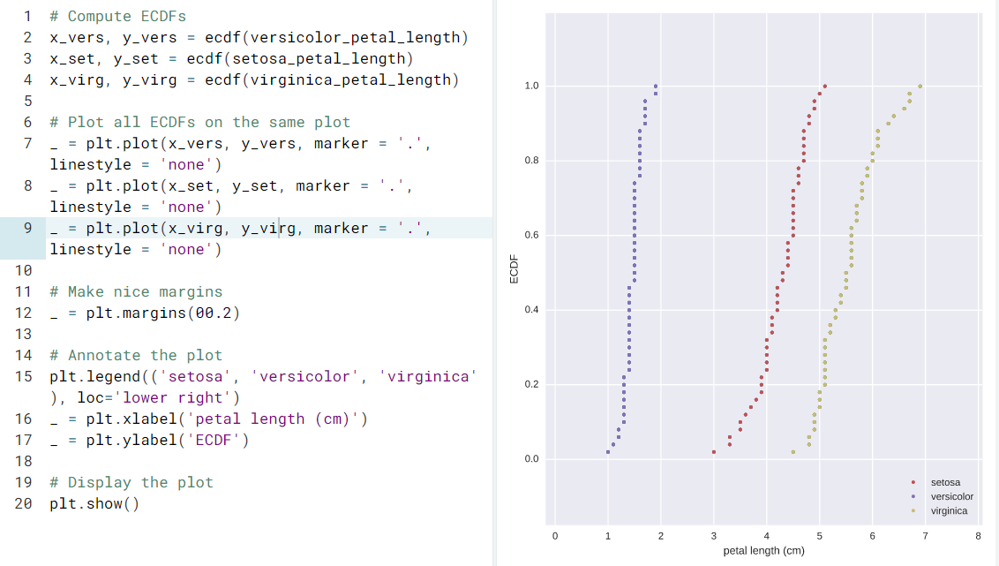 1 # Compute ECDFs
2 x_vers, y_vers = ecdf(versicolor_petal_length)
3 x_set, y_set = ecdf(setosa_petal_length)
4 x_virg, y_virg = ecdf(virginica_petal_length)
5
6 # Plot all ECDFs on the same plot
7 _ = plt.plot(x_vers, y_vers, marker = '.',
linestyle = 'none')
8 _ = plt.plot(x_set, y_set, marker = '.',
linestyle = 'none')
9 _ = plt.plot(x_virg, y_virg, marker = '.',
linestyle = 'none')
10
11 # Make nice margins
12 _ = plt.margins(00.2)
13
14 # Annotate the plot
15 plt.legend(('setosa', 'versicolor', 'virginica'
), loc='lower right')
16 _ = plt.xlabel('petal length (cm)')
17 _ = plt.ylabel('ECDF')
18
19 # Display the plot
20 plt.show()
1.0
0.8
0.6
ECDF
0.4
0.2
0.0
setosa
versicolor
virginica
0 1 2 3 4 5 6 7 8
petal length (cm)